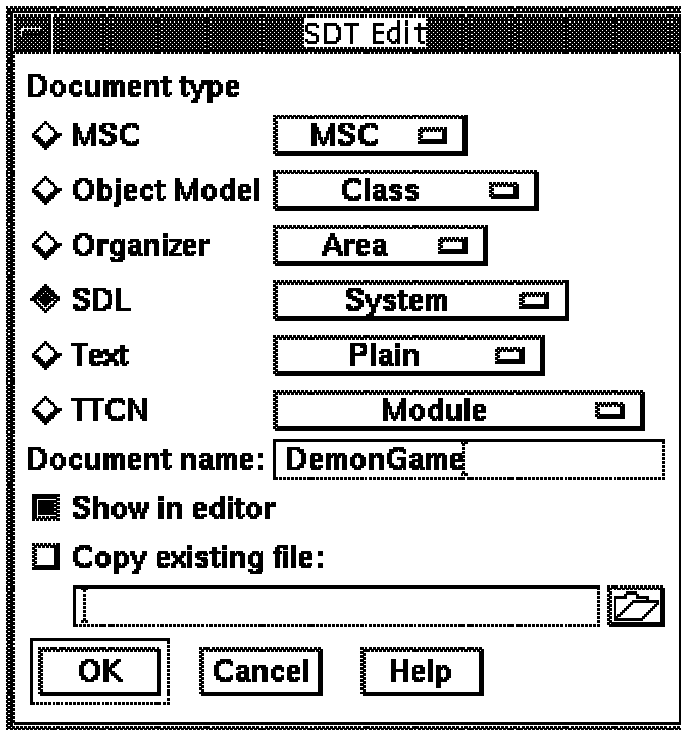 SDT Edit
Document type
MSC MSC
Object Model Class
Organizer Area
SDL System
Text Plain
TTCN Module
Document name: DemonGame
Show in editor
Copy existing file:
OK Cancel Help